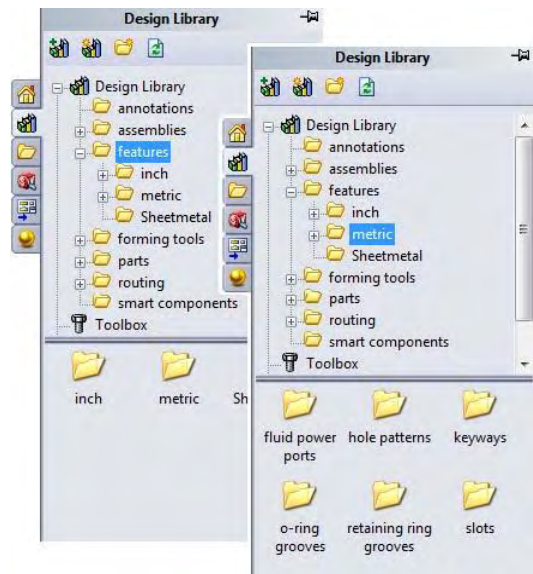 Design Library
Design Library
annotations
assemblies
features
inch
metric
Sheetmetal
forming tools
parts
routing
smart components
Toolbox
inch metric Sh
Design Library
Design Library
annotations
assemblies
features
inch
metric
Sheetmetal
forming tools
parts
routing
smart components
Toolbox
fluid power hole patterns keyways
ports
o-ring retaining ring slots
grooves grooves